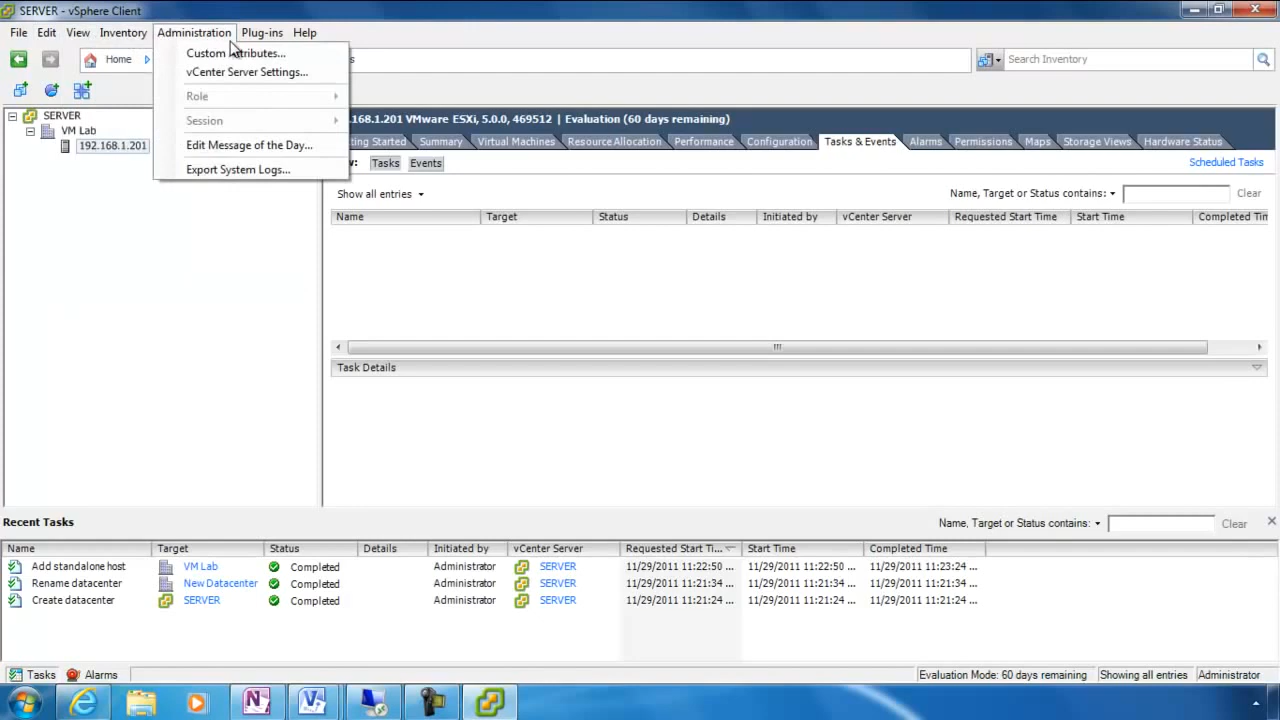 SERVER - vSphere Client
File Edit View Inventory Administration Plug-ins Help
Home
Search Inventory
Custom
vCenter Server Settings...
Role
Session
Edit Message of the Day...
Export System Logs...
SERVER
VM Lab
192.168.1.201
.168.1.201 VMware ESXi, 5.0.0, 469512 | Evaluation (60 days remaining)
Started Summary Virtual Machines Resource Allocation Performance Configuration Tasks & Events Alarms Permissions Maps Storage Views Hardware Status
Tasks Events Scheduled Tasks
Show all entries Name, Target or Status contains: Clear
Name Target Status Details Initiated by vCenter Server Requested Start Time Start Time Completed Tim
Task Details
Recent Tasks Name, Target or Status contains: Clear
Name Target Status Details Initiated by vCenter Server Requested Start Ti... Start Time Completed Time
Add standalone host VM Lab Completed Administrator SERVER 11/29/2011 11:22:50 ... 11/29/2011 11:22:50 ... 11/29/2011 11:23:24 ...
Rename datacenter New Datacenter Completed Administrator SERVER 11/29/2011 11:21:34 ... 11/29/2011 11:21:34 ... 11/29/2011 11:21:34 ...
Create datacenter SERVER Completed Administrator SERVER 11/29/2011 11:21:24 ... 11/29/2011 11:21:24 ... 11/29/2011 11:21:24 ...
Tasks Alarms Evaluation Mode: 60 days remaining Showing all entries Administrator